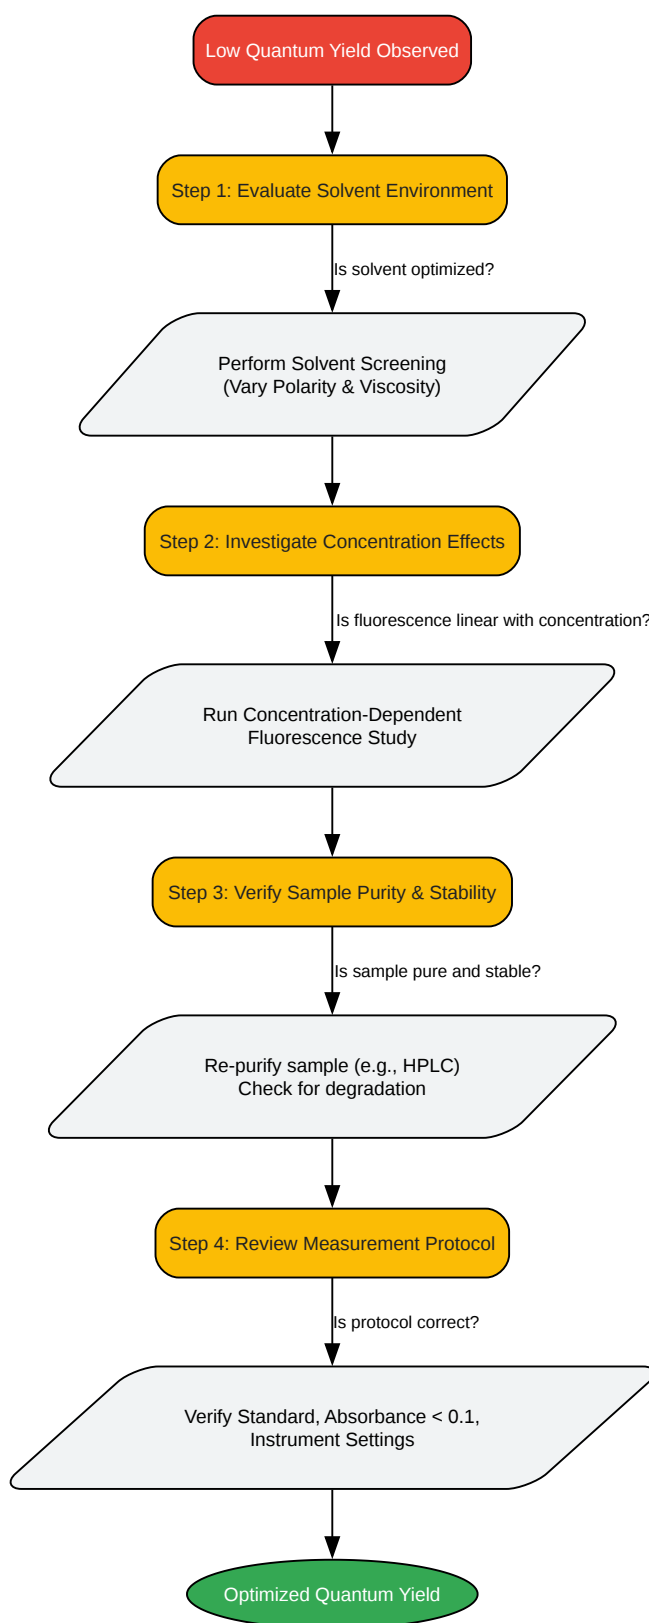 Low Quantum Yield Observed
Step 1: Evaluate Solvent Environment
Is solvent optimized?
Perform Solvent Screening
(Vary Polarity & Viscosity)
Step 2: Investigate Concentration Effects
Is fluorescence linear with concentration?
Run Concentration-Dependent
Fluorescence Study
Step 3: Verify Sample Purity & Stability
Is sample pure and stable?
Re-purify sample (e.g., HPLC)
Check for degradation
Step 4: Review Measurement Protocol
Is protocol correct?
Verify Standard, Absorbance < 0.1,
Instrument Settings
Optimized Quantum Yield